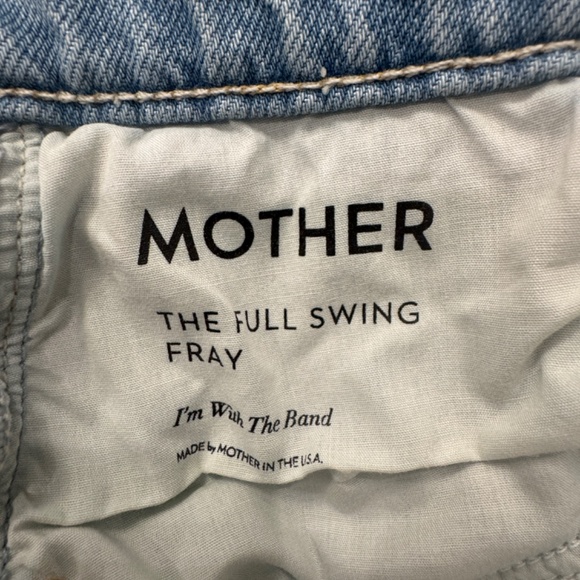 MOTHER
THE FULL SWING
FRAY
I'm With The Band
MADE by MOTHER IN THE U.S.A.